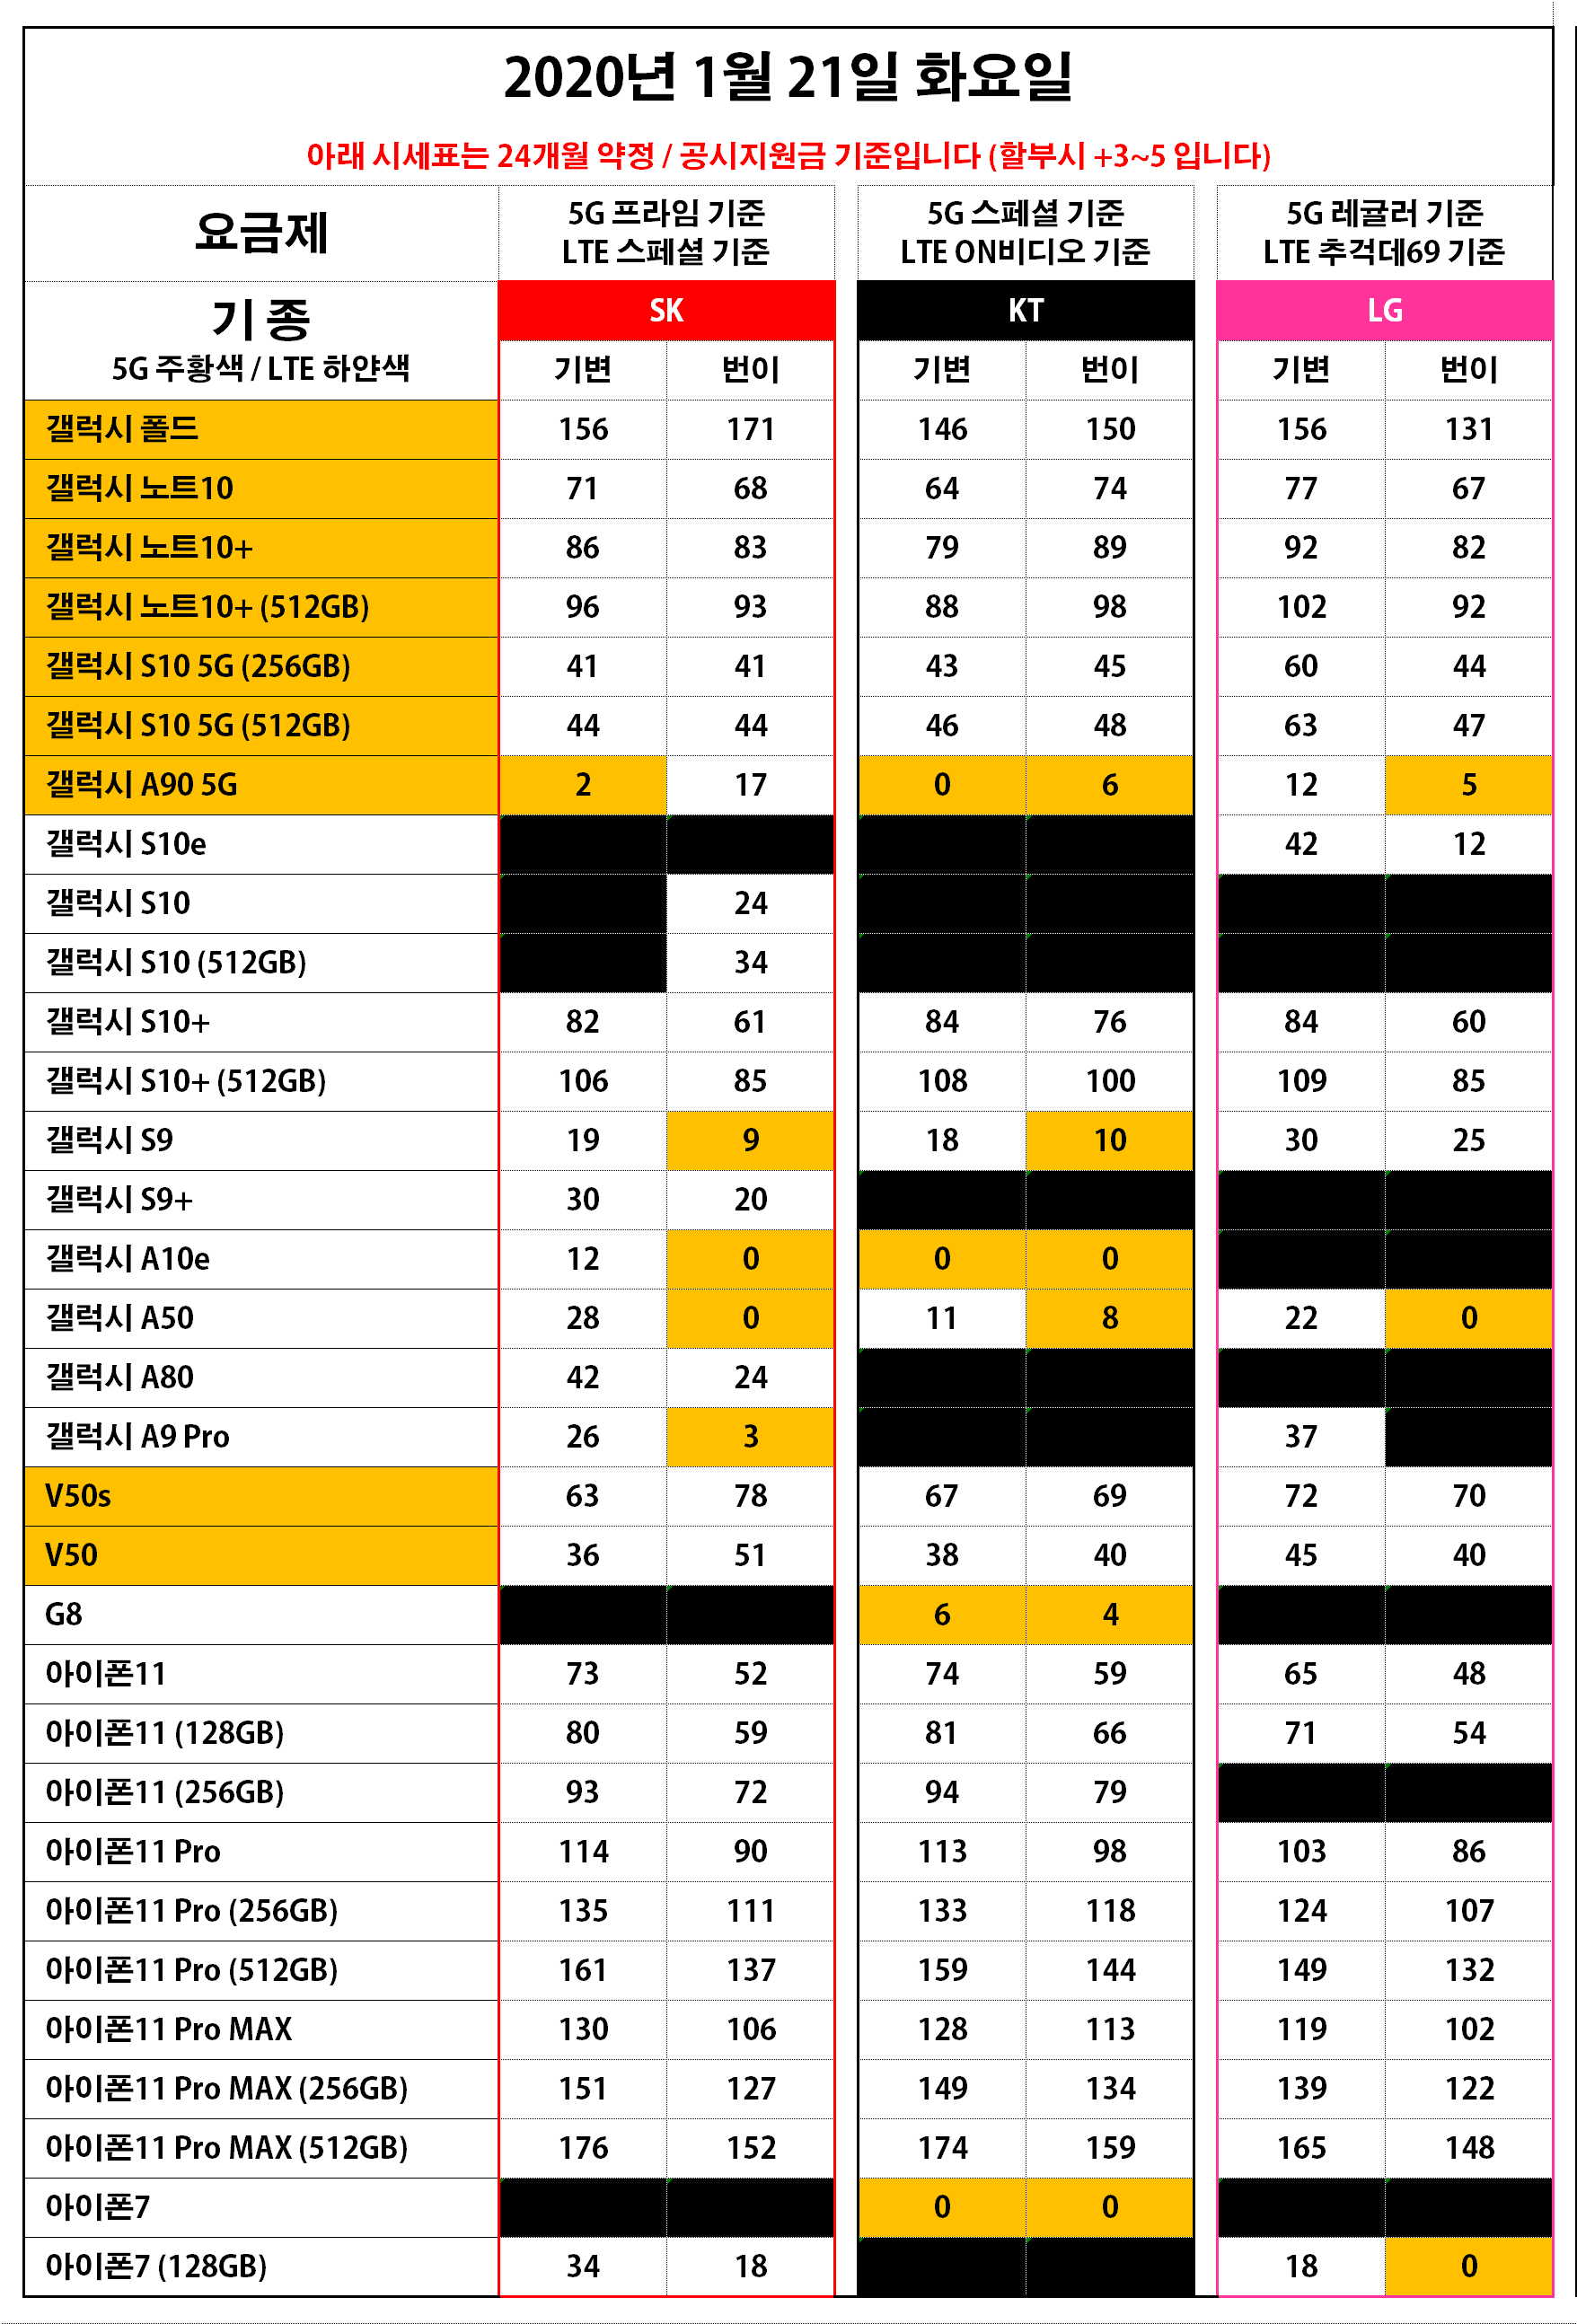 2020년 1월 21일 화요일
아래 시세표는 24개월 약정 / 공시지원금 기준입니다 (할부시 +3~5 입니다)
요금제 5G 프라임 기준 5G 스페셜 기준 5G 레귤러 기준
LTE 스페셜 기준 LTE ON비디오 기준 LTE 추걱데69 기준
기 종 SK KT LG
5G 주황색 / LTE 하얀색 기변 번이 기변 번이 기변 번이
갤럭시 폴드 156 171 146 150 156 131
갤럭시 노트10 71 68 64 74 77 67
갤럭시 노트10+ 86 83 79 89 92 82
갤럭시 노트10+ (512GB) 96 93 88 98 102 92
갤럭시 S10 5G (256GB) 41 41 43 45 60 44
갤럭시 S10 5G (512GB) 44 44 46 48 63 47
갤럭시 A90 5G 2 17 0 6 12 5
갤럭시 S10e 42 12
갤럭시 S10 24
갤럭시 S10 (512GB) 34
갤럭시 S10+ 82 61 84 76 84 60
갤럭시 S10+ (512GB) 106 85 108 100 109 85
갤럭시 S9 19 9 18 10 30 25
갤럭시 S9+ 30 20
갤럭시 A10e 12 0 0 0
갤럭시 A50 28 0 11 8 22 0
갤럭시 A80 42 24
갤럭시 A9 Pro 26 3 37
V50s 63 78 67 69 72 70
V50 36 51 38 40 45 40
G8 6 4
아이폰11 73 52 74 59 65 48
아이폰11 (128GB) 80 59 81 66 71 54
아이폰11 (256GB) 93 72 94 79
아이폰11 Pro 114 90 113 98 103 86
아이폰11 Pro (256GB) 135 111 133 118 124 107
아이폰11 Pro (512GB) 161 137 159 144 149 132
아이폰11 Pro MAX 130 106 128 113 119 102
아이폰11 Pro MAX (256GB) 151 127 149 134 139 122
아이폰11 Pro MAX (512GB) 176 152 174 159 165 148
아이폰7 0 0
아이폰7 (128GB) 34 18 18 0